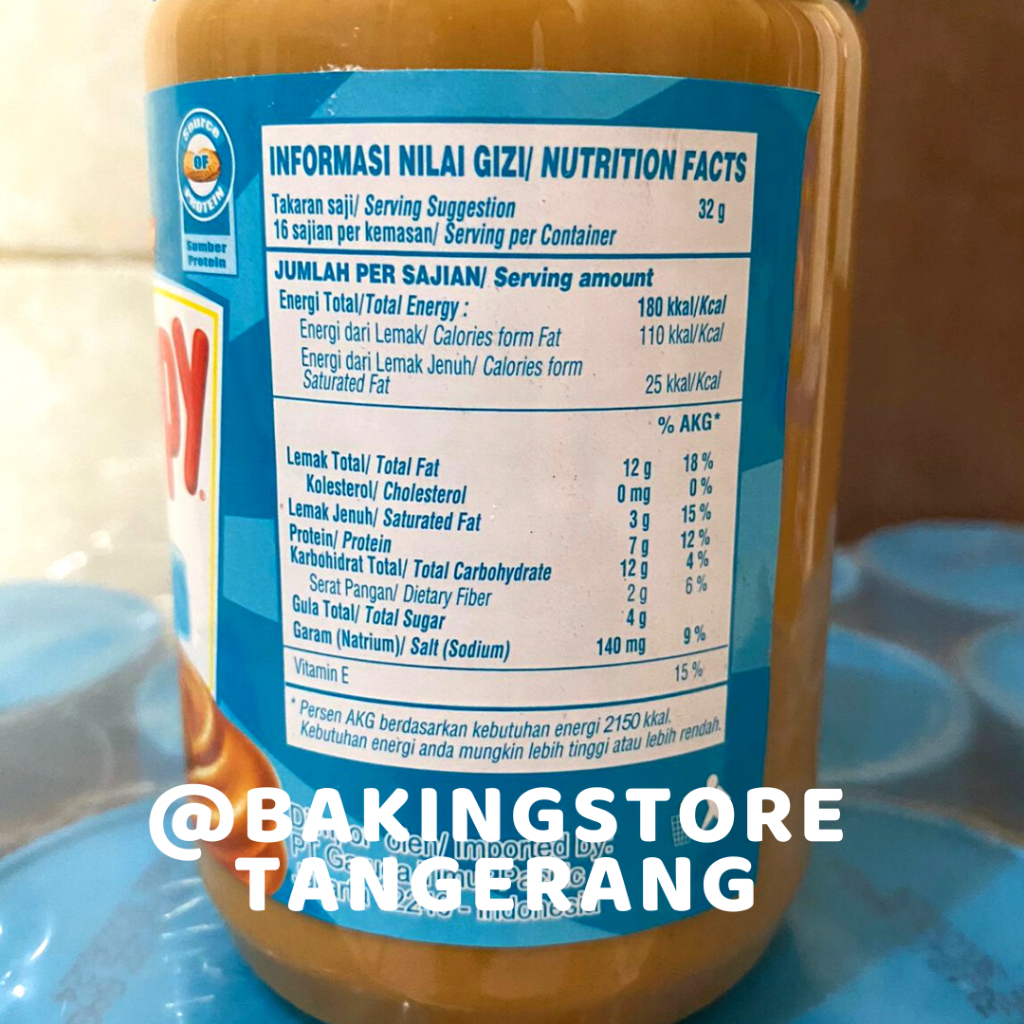 Source
OF
PROTEIN
Sumber
Protein
PY
INFORMASI NILAI GIZI/ NUTRITION FACTS
Takaran saji/ Serving Suggestion 32 g
16 sajian per kemasan/ Serving per Container
JUMLAH PER SAJIAN/ Serving amount
Energi Total/Total Energy : 180 kkal/Kcal
Energi dari Lemak/ Calories form Fat 110 kkal/Kcal
Energi dari Lemak Jenuh/ Calories form
Saturated Fat 25 kkal/Kcal
% AKG*
Lemak Total/ Total Fat 12 g 18 %
Kolesterol/ Cholesterol 0 mg 0 %
Lemak Jenuh/ Saturated Fat 3 g 15 %
Protein/ Protein 7 g 12 %
Karbohidrat Total/ Total Carbohydrate 12 g 4 %
Serat Pangan/ Dietary Fiber 2 g 6 %
Gula Total/ Total Sugar 4 g
Garam (Natrium)/ Salt (Sodium) 140 mg 9 %
Vitamin E 15 %
* Persen AKG berdasarkan kebutuhan energi 2150 kkal.
Kebutuhan energi anda mungkin lebih tinggi atau lebih rendah.
@BAKINGSTORE
TANGERANG
oleh/ Imported by:
PT
- Indonesia